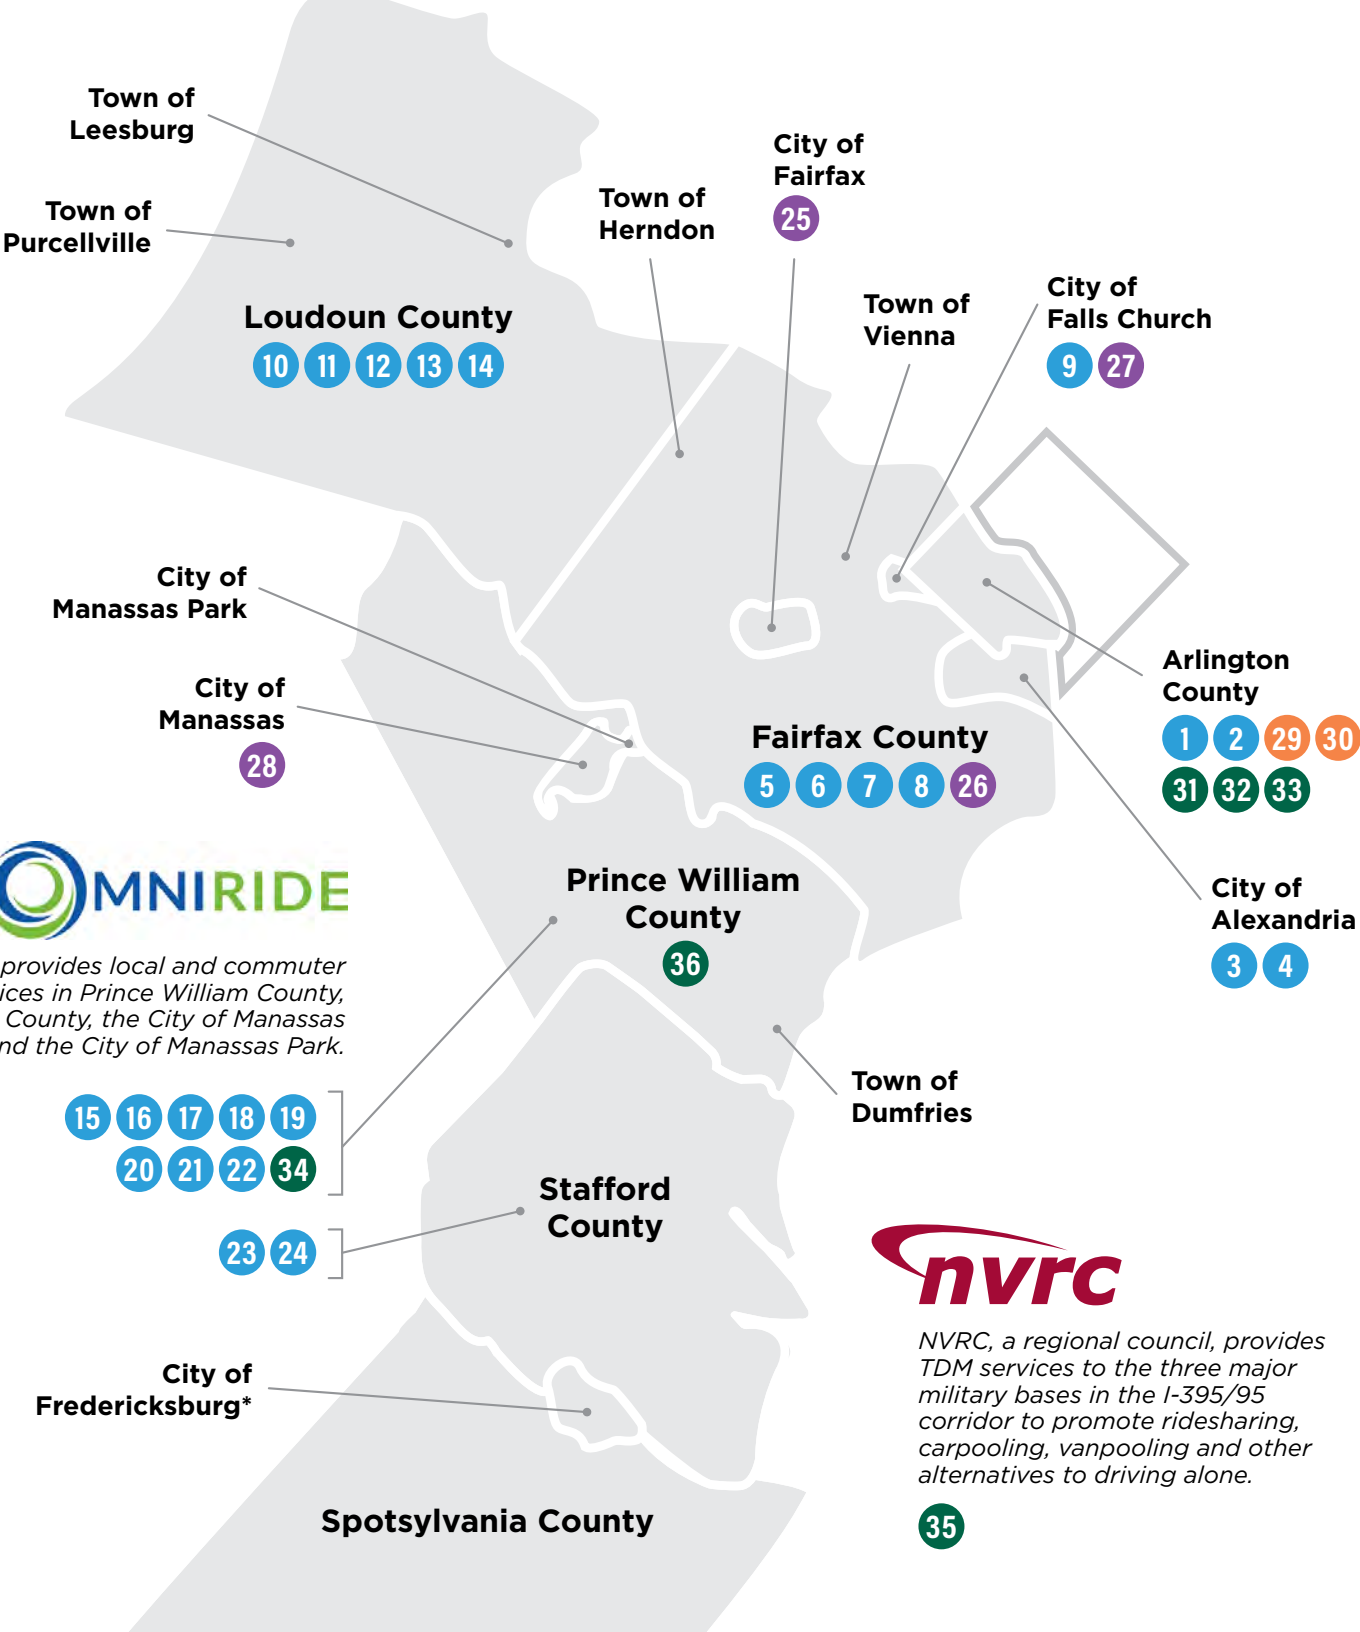 Town of
Leesburg
Town of
Purcellville
Loudoun County
10 11 12 13 14
Town of
Herndon
City of
Fairfax
25
Town of
Vienna
City of
Falls Church
9 27
City of
Manassas Park
City of
Manassas
28
Fairfax County
5 6 7 8 26
Arlington
County
1 2 29 30
31 32 33
City of
Alexandria
3 4
Prince William
County
36
OMNIRIDE
provides local and commuter
ices in Prince William County,
County, the City of Manassas
nd the City of Manassas Park.
15 16 17 18 19
20 21 22 34
23 24
Town of
Dumfries
Stafford
County
City of
Fredericksburg*
Spotsylvania County
nvrc
NVRC, a regional council, provides
TDM services to the three major
military bases in the I-395/95
corridor to promote ridesharing,
carpooling, vanpooling and other
alternatives to driving alone.
35